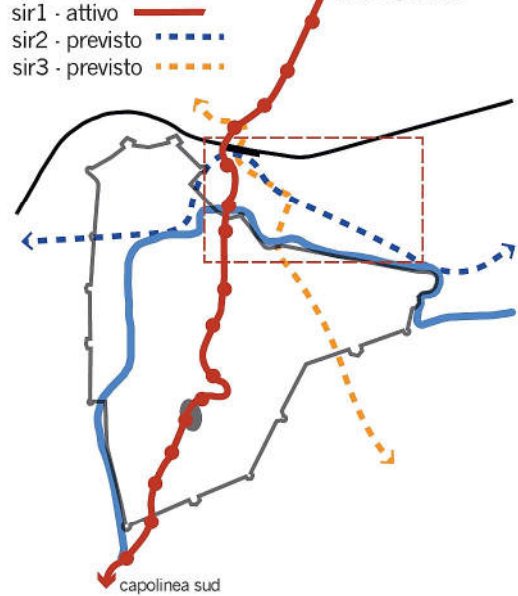 sir1 - attivo
sir2 - previsto
sir3 - previsto
capolinea sud